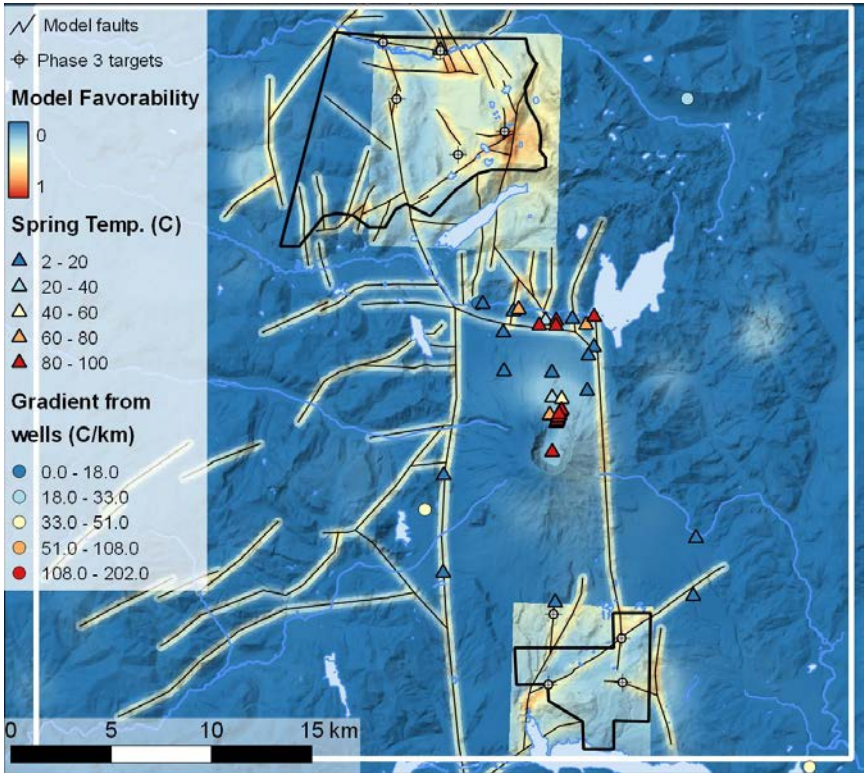 Model faults
Phase 3 targets
Model Favorability
0
1
Spring Temp. (C)
2 - 20
20 - 40
40 - 60
60 - 80
80 - 100
Gradient from
wells (C/km)
0.0 - 18.0
18.0 - 33.0
33.0 - 51.0
51.0 - 108.0
108.0 - 202.0
0 5 10 15 km